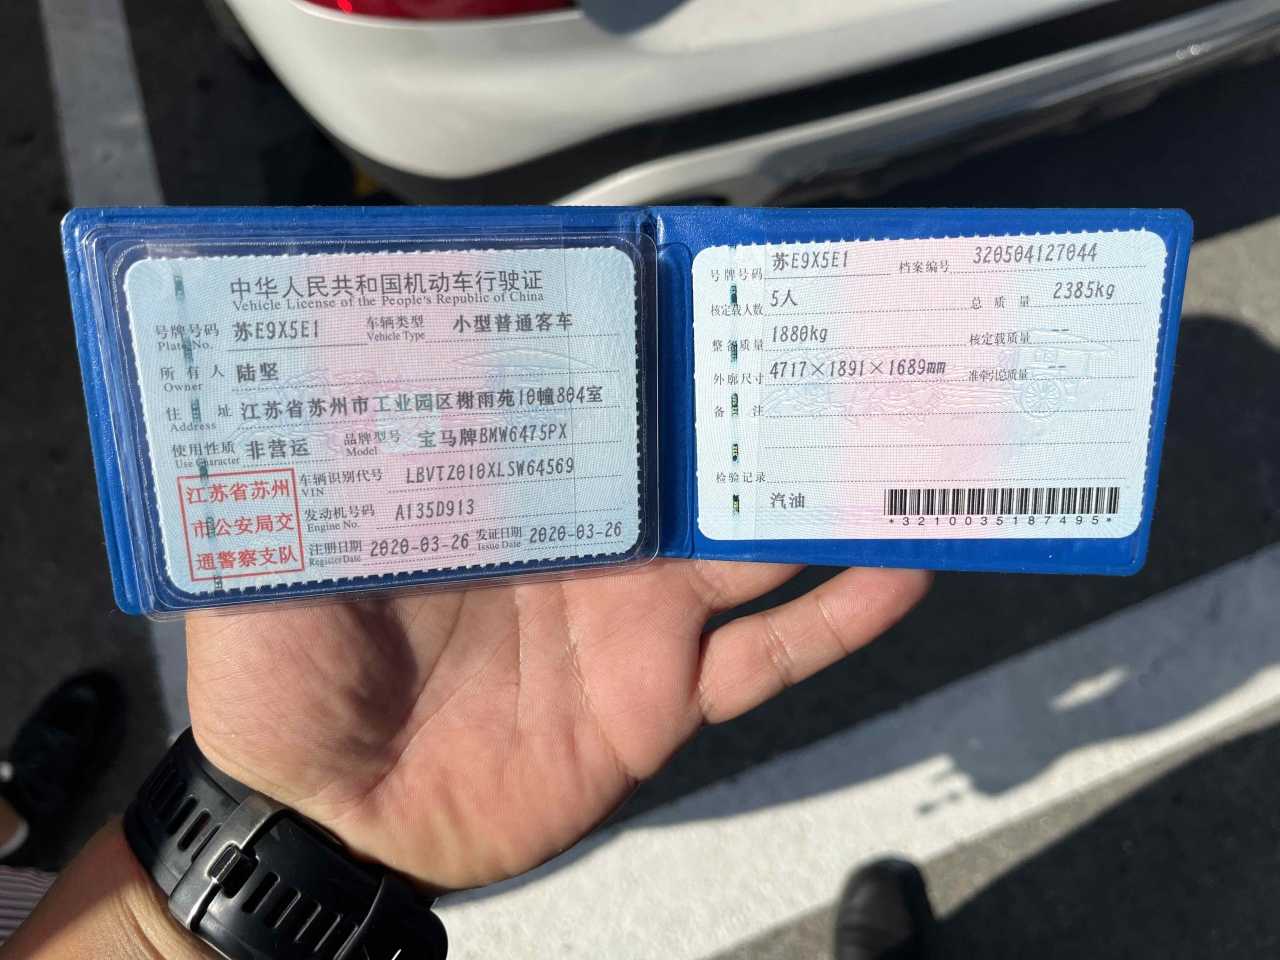 中华人民共和国机动车行驶证
Vehicle License of the People's Republic of China
号牌号码 苏E9X5E1 车辆类型 小型普通客车
Plate No. Vehicle Type
所有人 陆坚
Owner
住址 江苏省苏州市工业园区榭雨苑10幢804室
Address
使用性质 非营运 品牌型号 宝马牌BMW6475PX
Use Character Model
江苏省苏州
市公安局交
通警察支队
车辆识别代号 LBVTZ010XLSW64569
VIN
发动机号码 A135D913
Engine No.
注册日期 2020-03-26 发证日期 2020-03-26
Register Date Issue Date
号牌号码 苏E9X5E1 档案编号 320504127044
核定载人数 5人 总质量 2385kg
整备质量 1880kg 核定载质量 --
外廓尺寸 4717×1891×1689mm 准牵引总质量 --
备注
检验记录
汽油
*3210035187495*